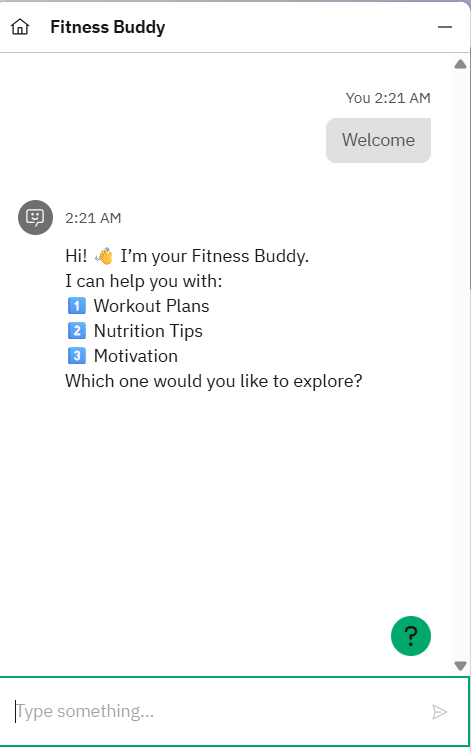 Fitness Buddy
You 2:21 AM
Welcome
2:21 AM
Hi! 👋 I’m your Fitness Buddy.
I can help you with:
1️⃣ Workout Plans
2️⃣ Nutrition Tips
3️⃣ Motivation
Which one would you like to explore?
?
Type something...